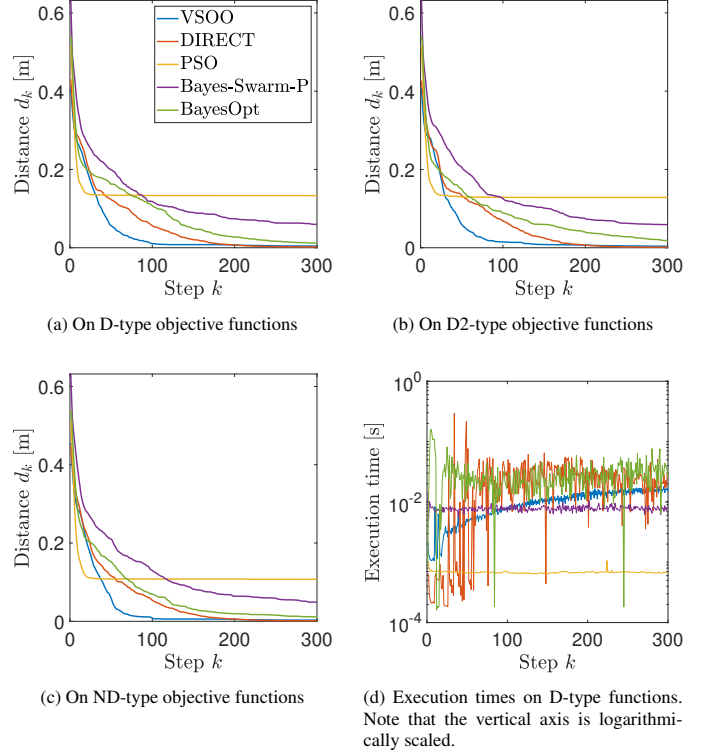 0.6
0.4
0.2
0
Distance d_k [m]
VSOO
DIRECT
PSO
Bayes-Swarm-P
BayesOpt
0 100 200 300
Step k
(a) On D-type objective functions
0.6
0.4
0.2
0
Distance d_k [m]
0 100 200 300
Step k
(b) On D2-type objective functions
0.6
0.4
0.2
0
Distance d_k [m]
0 100 200 300
Step k
(c) On ND-type objective functions
10^0
10^-2
10^-4
Execution time [s]
0 100 200 300
Step k
(d) Execution times on D-type functions.
Note that the vertical axis is logarithmi-
cally scaled.